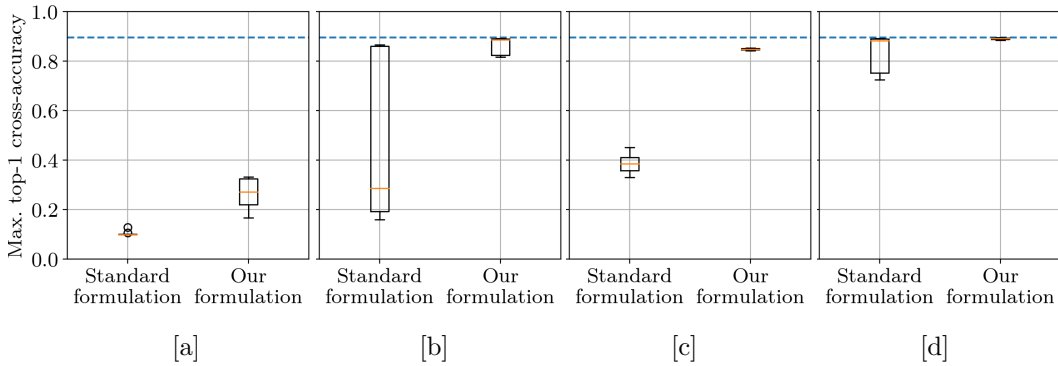 Max. top-1 cross-accuracy
1.0
0.8
0.6
0.4
0.2
0.0
Standard
formulation
Our
formulation
Standard
formulation
Our
formulation
Standard
formulation
Our
formulation
Standard
formulation
Our
formulation
[a]
[b]
[c]
[d]